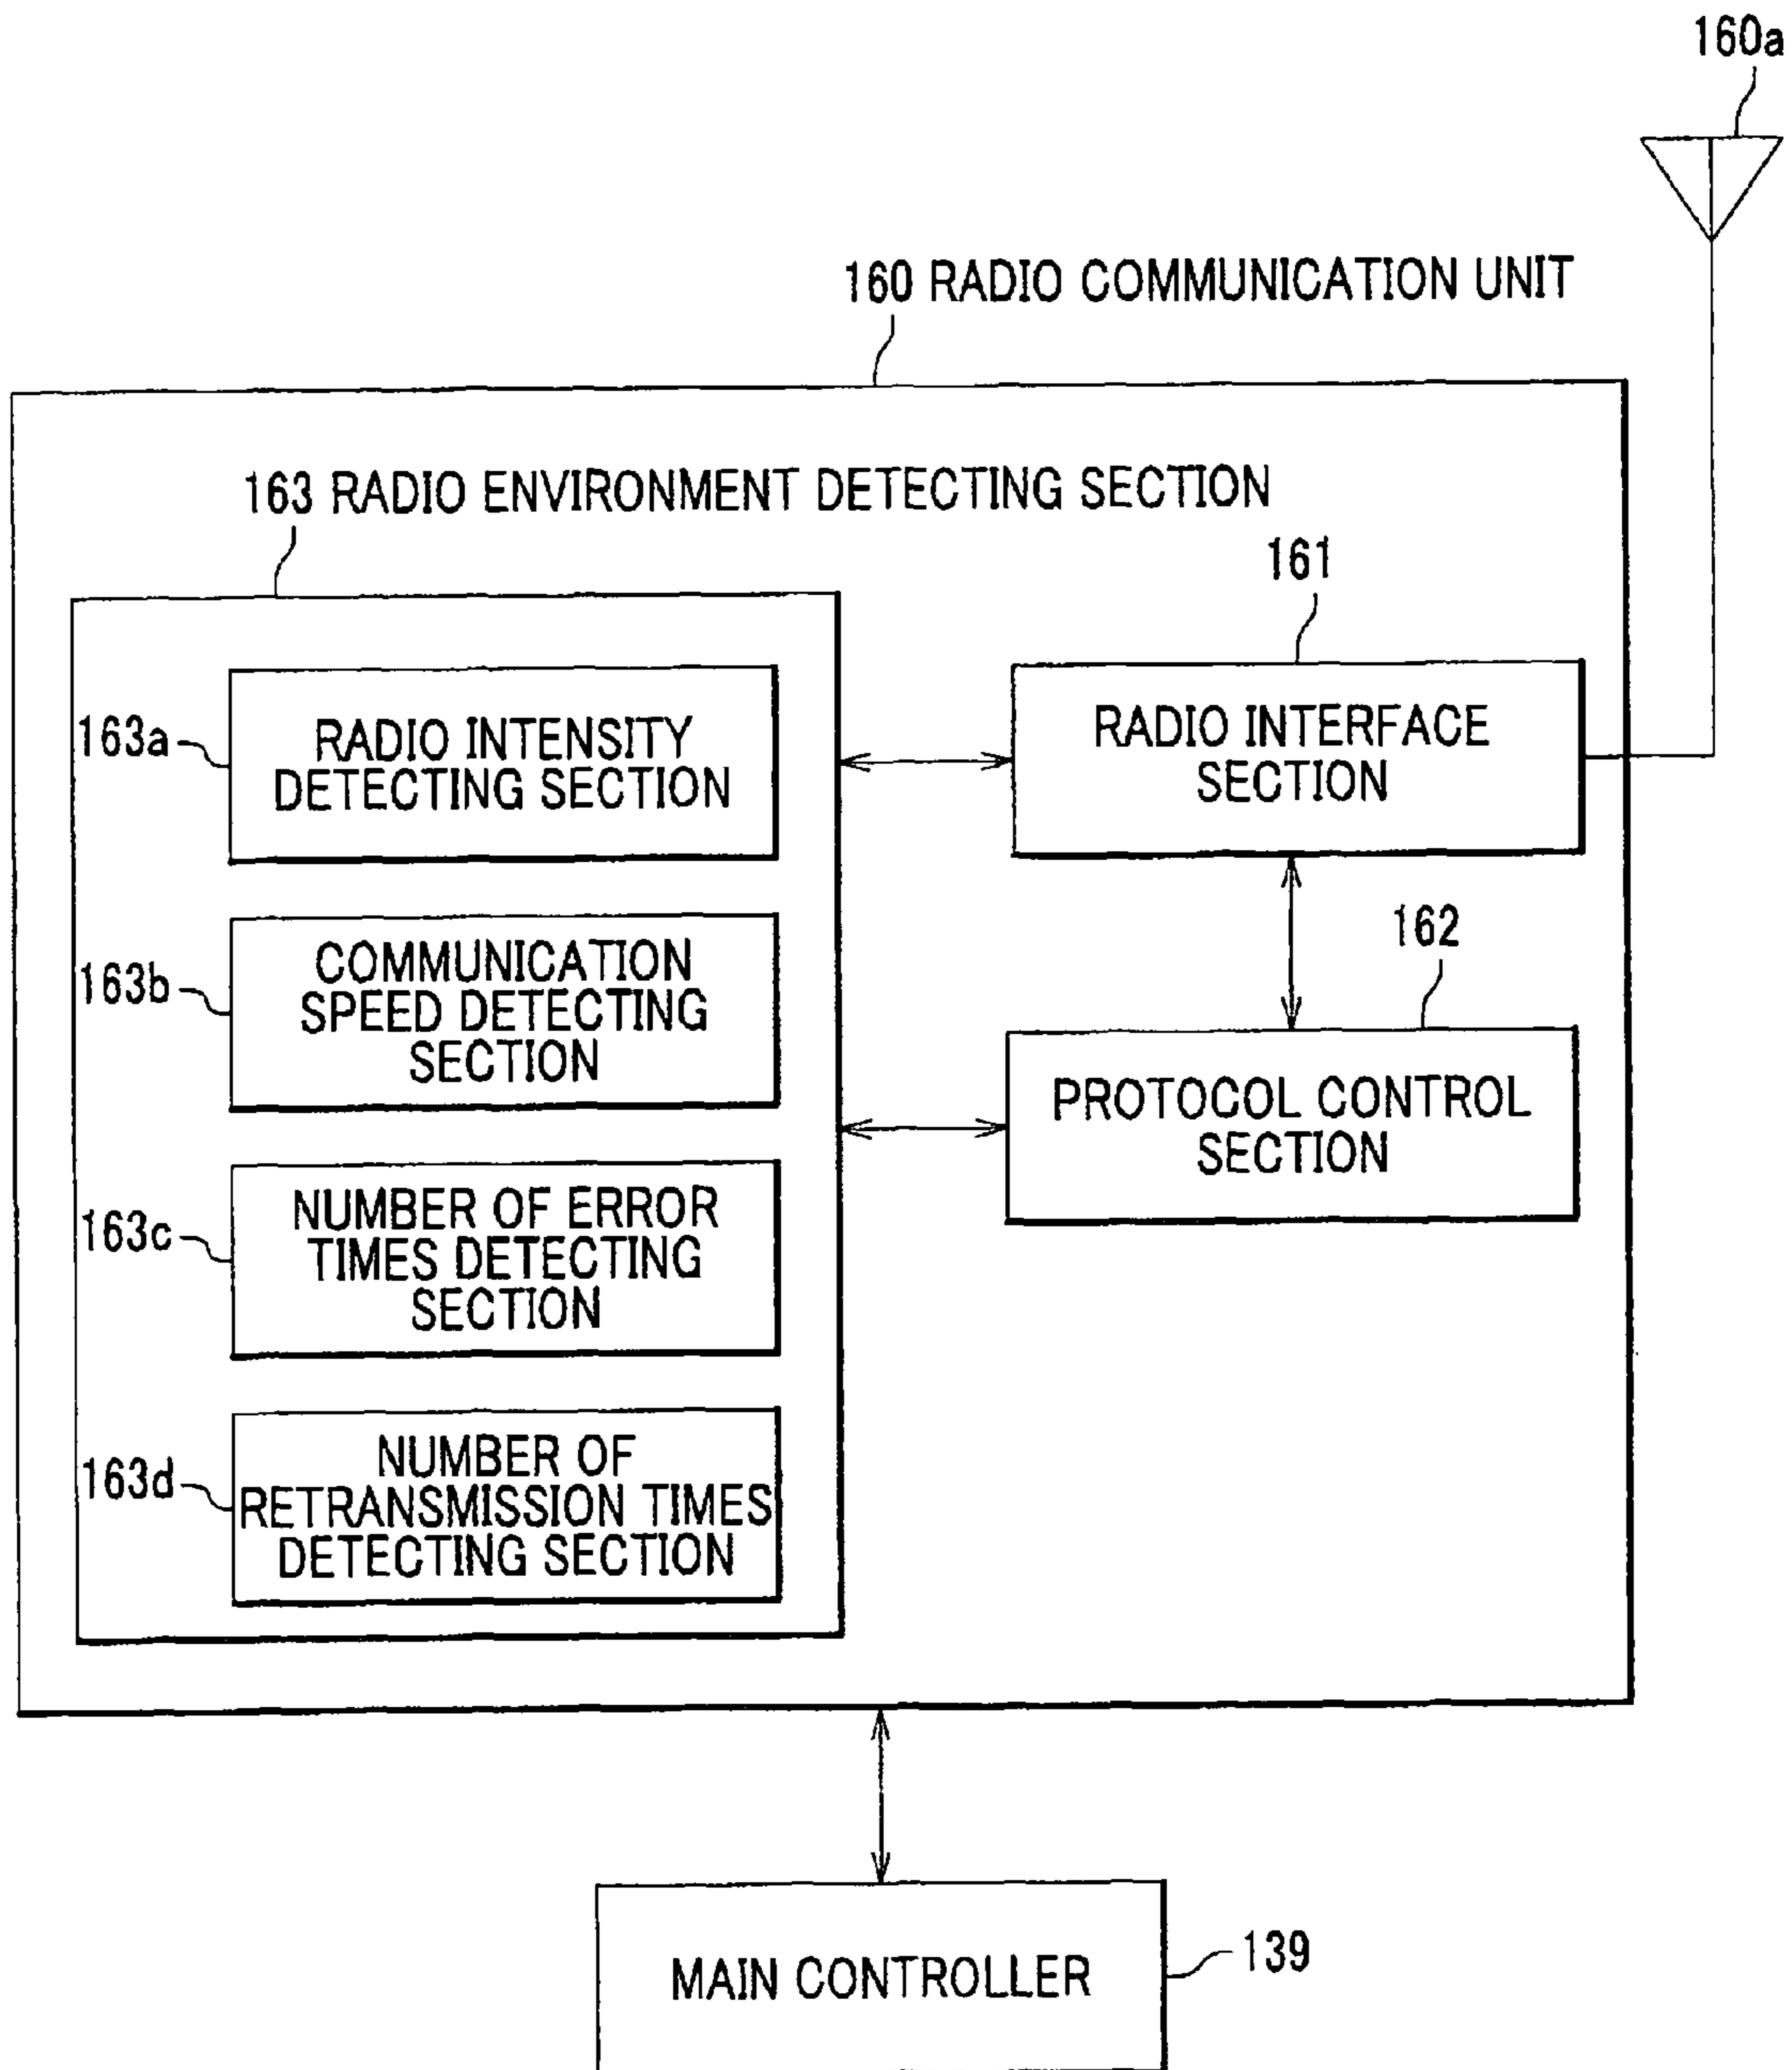 160a
160 RADIO COMMUNICATION UNIT
163 RADIO ENVIRONMENT DETECTING SECTION
161
163a
RADIO INTENSITY
DETECTING SECTION
RADIO INTERFACE
SECTION
163b
COMMUNICATION
SPEED DETECTING
SECTION
162
PROTOCOL CONTROL
SECTION
163c
NUMBER OF ERROR
TIMES DETECTING
SECTION
163d
NUMBER OF
RETRANSMISSION TIMES
DETECTING SECTION
MAIN CONTROLLER
139